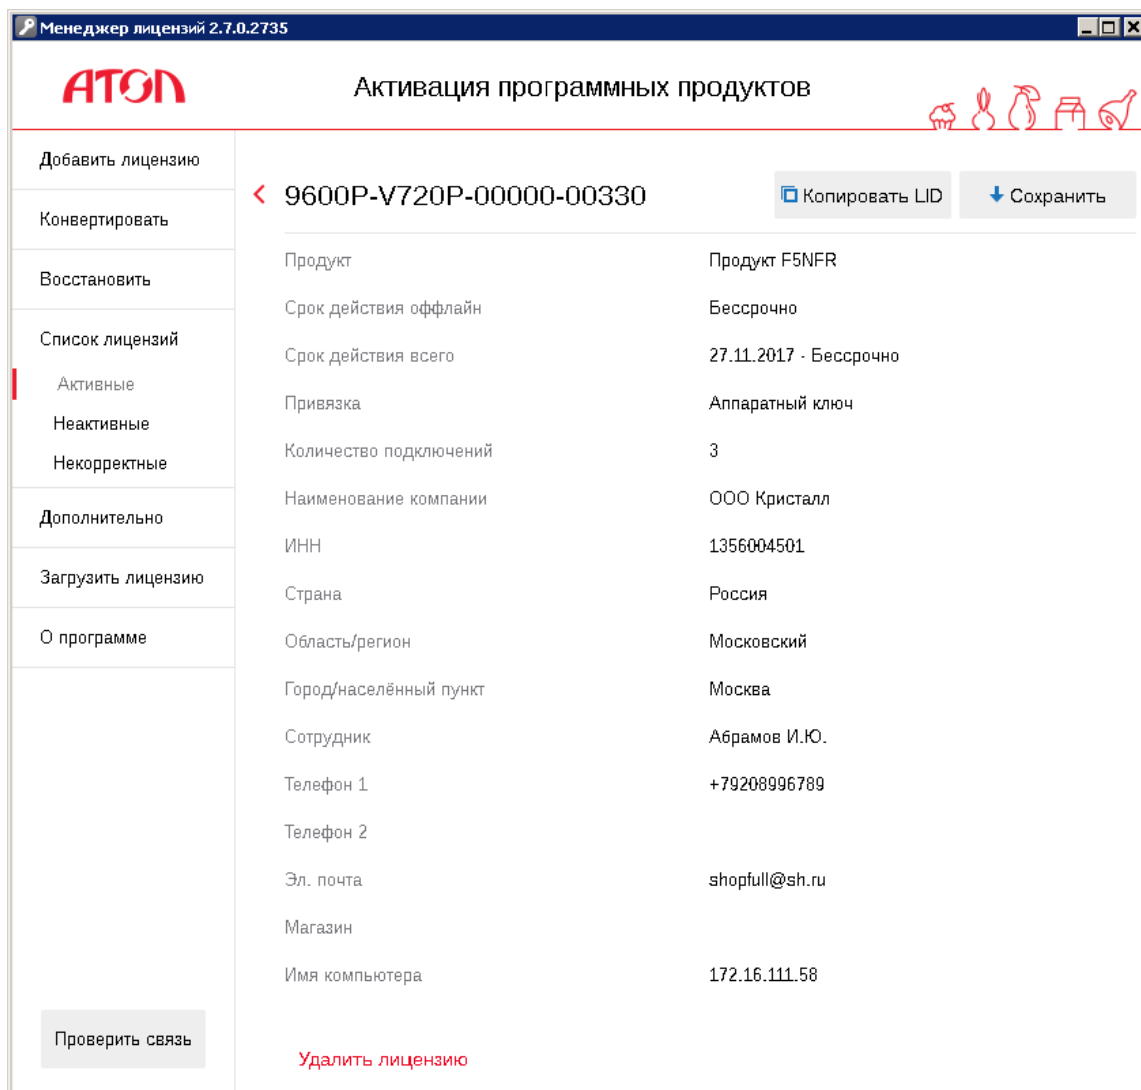 Менеджер лицензий 2.7.0.2735
АТОЛ
Активация программных продуктов
Добавить лицензию
Конвертировать
Восстановить
Список лицензий
Активные
Неактивные
Некорректные
Дополнительно
Загрузить лицензию
О программе
Проверить связь
9600P-V720P-00000-00330
Копировать LID
Сохранить
Продукт Продукт F5NFR
Срок действия оффлайн Бессрочно
Срок действия всего 27.11.2017 - Бессрочно
Привязка Аппаратный ключ
Количество подключений 3
Наименование компании ООО Кристалл
ИНН 1356004501
Страна Россия
Область/регион Московский
Город/населённый пункт Москва
Сотрудник Абрамов И.Ю.
Телефон 1 +79208996789
Телефон 2
Эл. почта shopfull@sh.ru
Магазин
Имя компьютера 172.16.111.58
Удалить лицензию